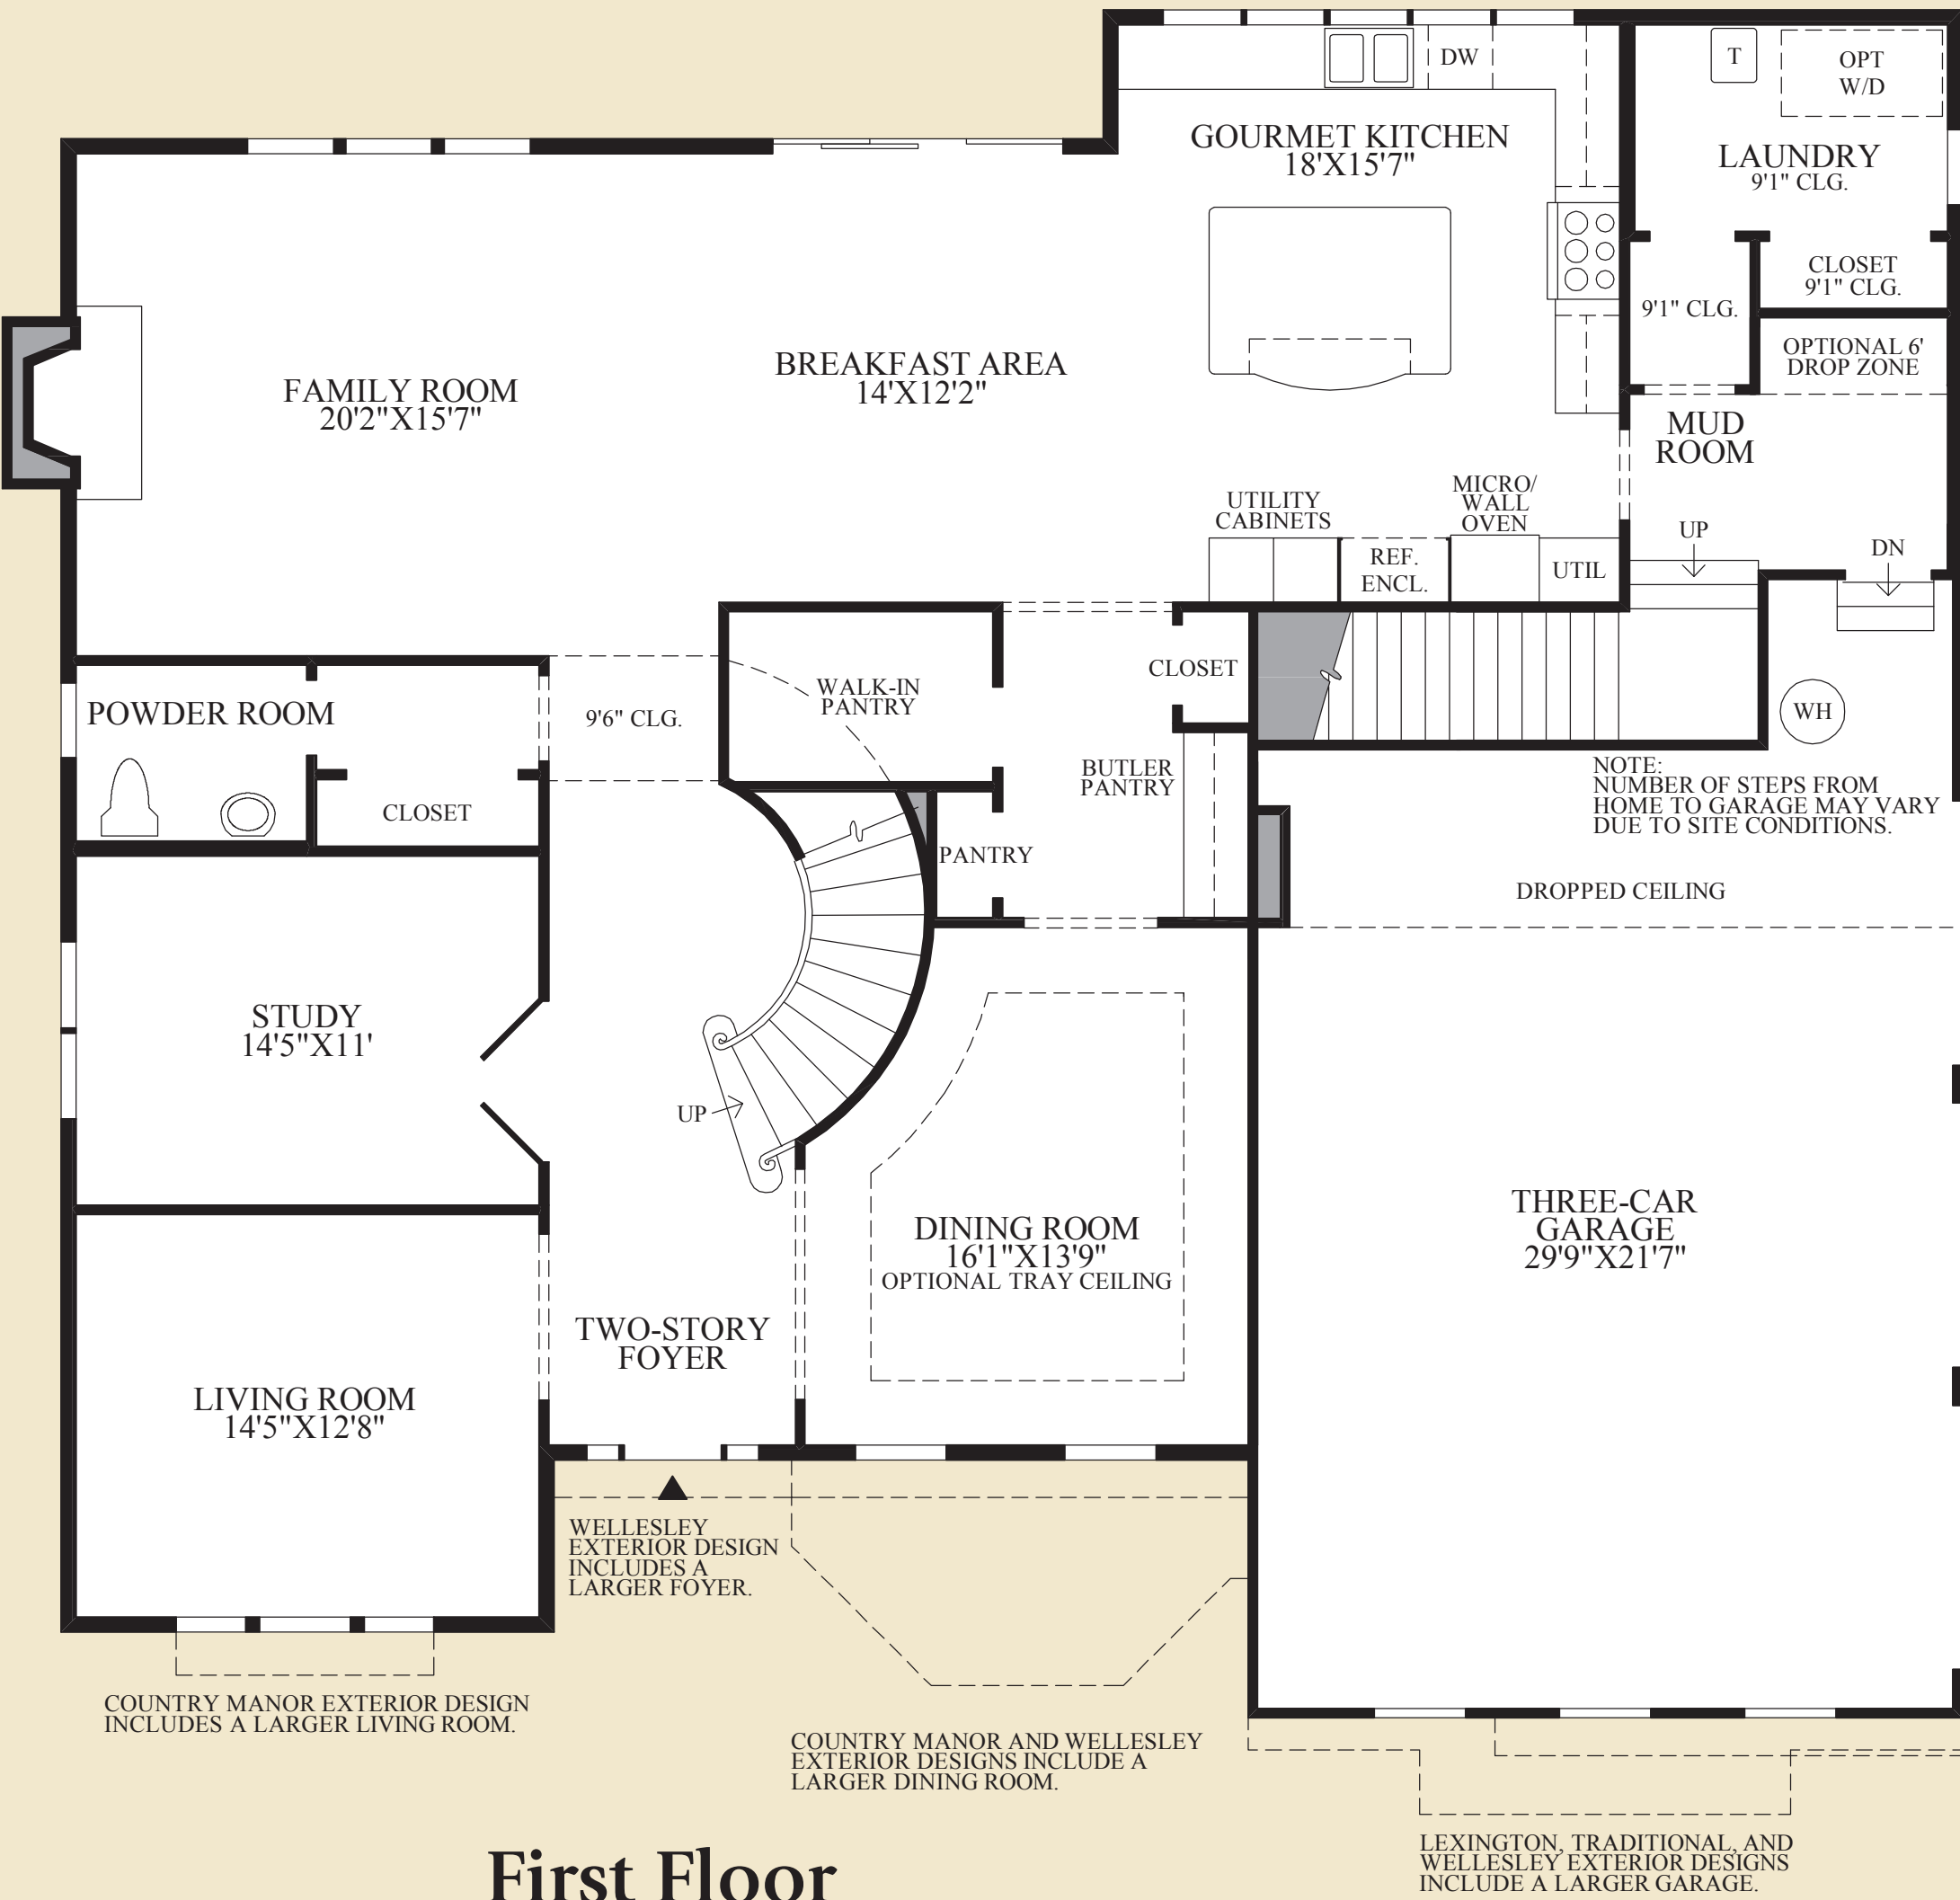 DW
T
OPT
W/D
GOURMET KITCHEN
18'X15'7"
LAUNDRY
9'1" CLG.
CLOSET
9'1" CLG.
9'1" CLG.
OPTIONAL 6'
DROP ZONE
FAMILY ROOM
20'2"X15'7"
BREAKFAST AREA
14'X12'2"
MUD
ROOM
UTILITY
CABINETS
MICRO/
WALL
OVEN
REF.
ENCL.
UTIL
UP
DN
POWDER ROOM
9'6" CLG.
WALK-IN
PANTRY
CLOSET
WH
CLOSET
BUTLER
PANTRY
NOTE:
NUMBER OF STEPS FROM
HOME TO GARAGE MAY VARY
DUE TO SITE CONDITIONS.
PANTRY
DROPPED CEILING
STUDY
14'5"X11'
UP
DINING ROOM
16'1"X13'9"
OPTIONAL TRAY CEILING
THREE-CAR
GARAGE
29'9"X21'7"
TWO-STORY
FOYER
LIVING ROOM
14'5"X12'8"
WELLESLEY
EXTERIOR DESIGN
INCLUDES A
LARGER FOYER.
COUNTRY MANOR EXTERIOR DESIGN
INCLUDES A LARGER LIVING ROOM.
COUNTRY MANOR AND WELLESLEY
EXTERIOR DESIGNS INCLUDE A
LARGER DINING ROOM.
LEXINGTON, TRADITIONAL, AND
WELLESLEY EXTERIOR DESIGNS
INCLUDE A LARGER GARAGE.
First Floor